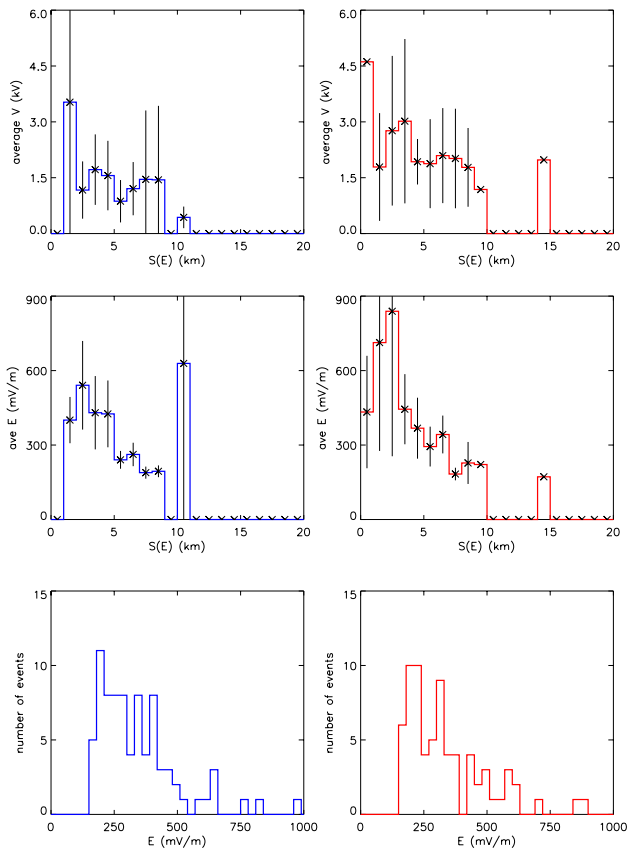 6.0 6.0
4.5 4.5
average V (kV) average V (kV)
3.0 3.0
1.5 1.5
0.0 0.0
0 5 10 15 20 0 5 10 15 20
S(E) (km) S(E) (km)
900 900
600 600
ave E (mV/m) ave E (mV/m)
300 300
0 0
0 5 10 15 20 0 5 10 15 20
S(E) (km) S(E) (km)
15 15
10 10
number of events number of events
5 5
0 0
0 250 500 750 1000 0 250 500 750 1000
E (mV/m) E (mV/m)